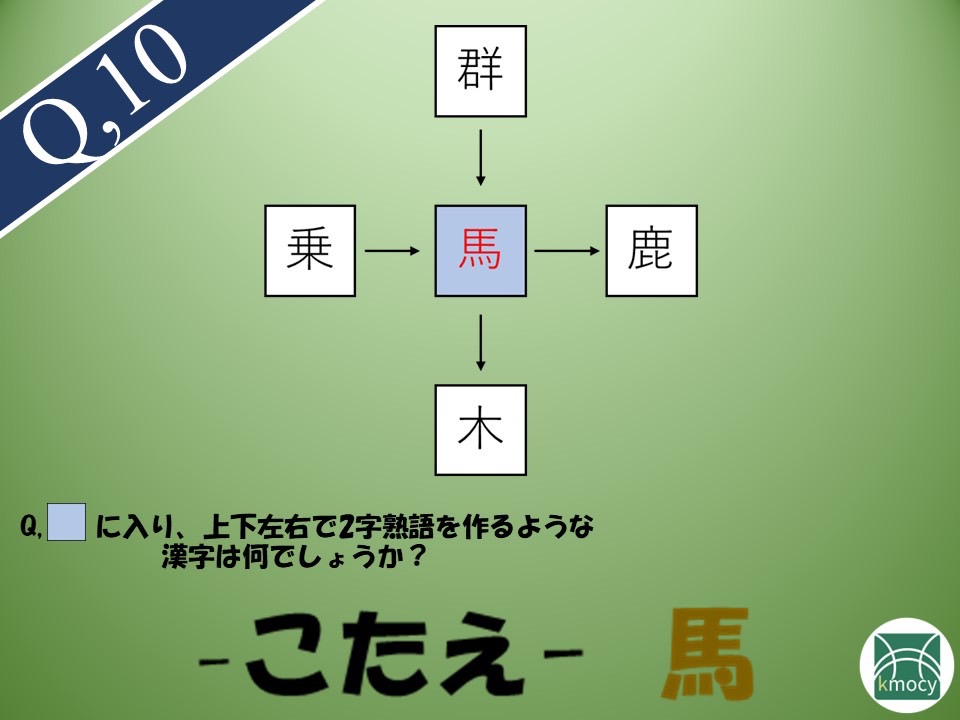 Q,10
群
乗 馬 鹿
木
Q, に入り、上下左右で2字熟語を作るような
漢字は何でしょうか？
-こたえ- 馬
kmocy